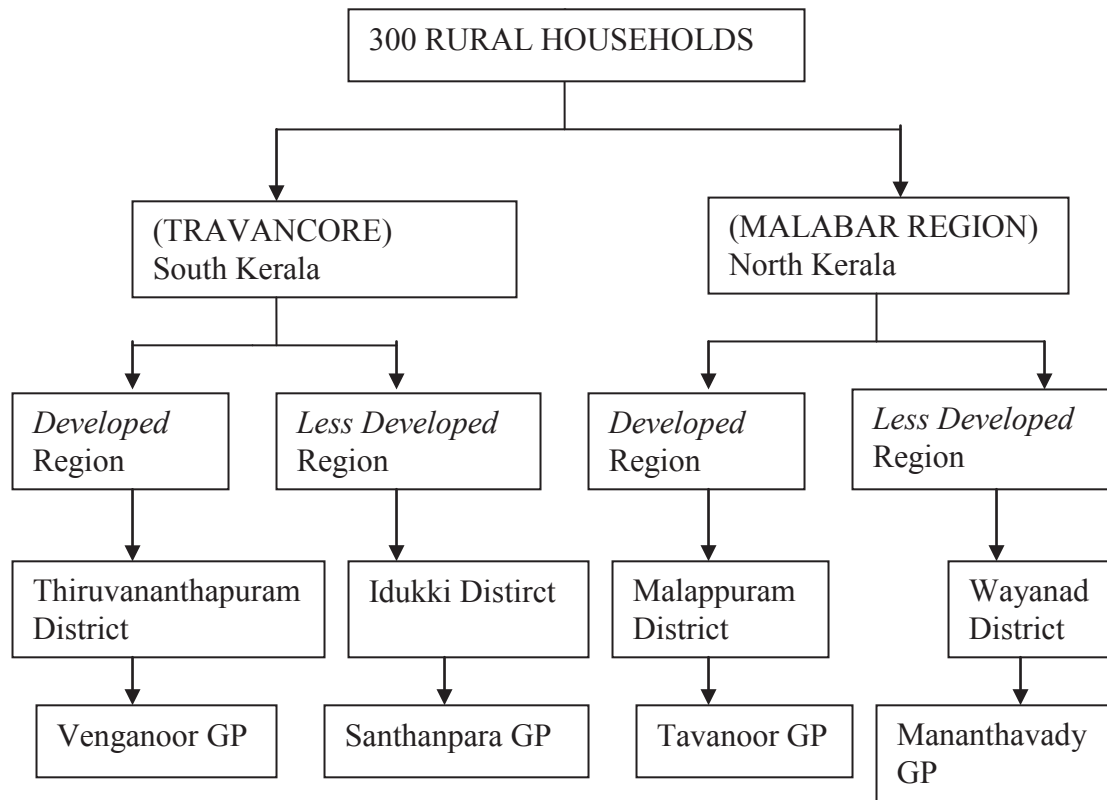 300 RURAL HOUSEHOLDS
(TRAVANCORE)
South Kerala
(MALABAR REGION)
North Kerala
Developed
Region
Less Developed
Region
Developed
Region
Less Developed
Region
Thiruvananthapuram
District
Idukki Distirct
Malappuram
District
Wayanad
District
Venganoor GP
Santhanpara GP
Tavanoor GP
Mananthavady
GP